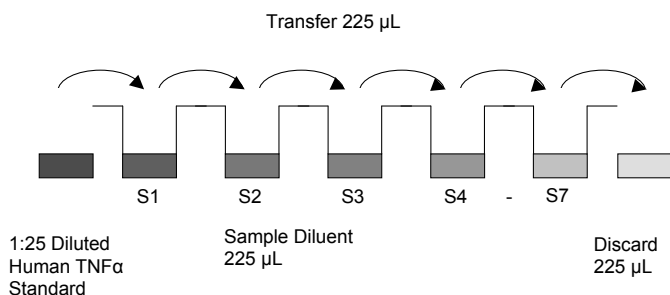 Transfer 225 µL
S1 S2 S3 S4 - S7
1:25 Diluted
Human TNFα
Standard
Sample Diluent
225 µL
Discard
225 µL